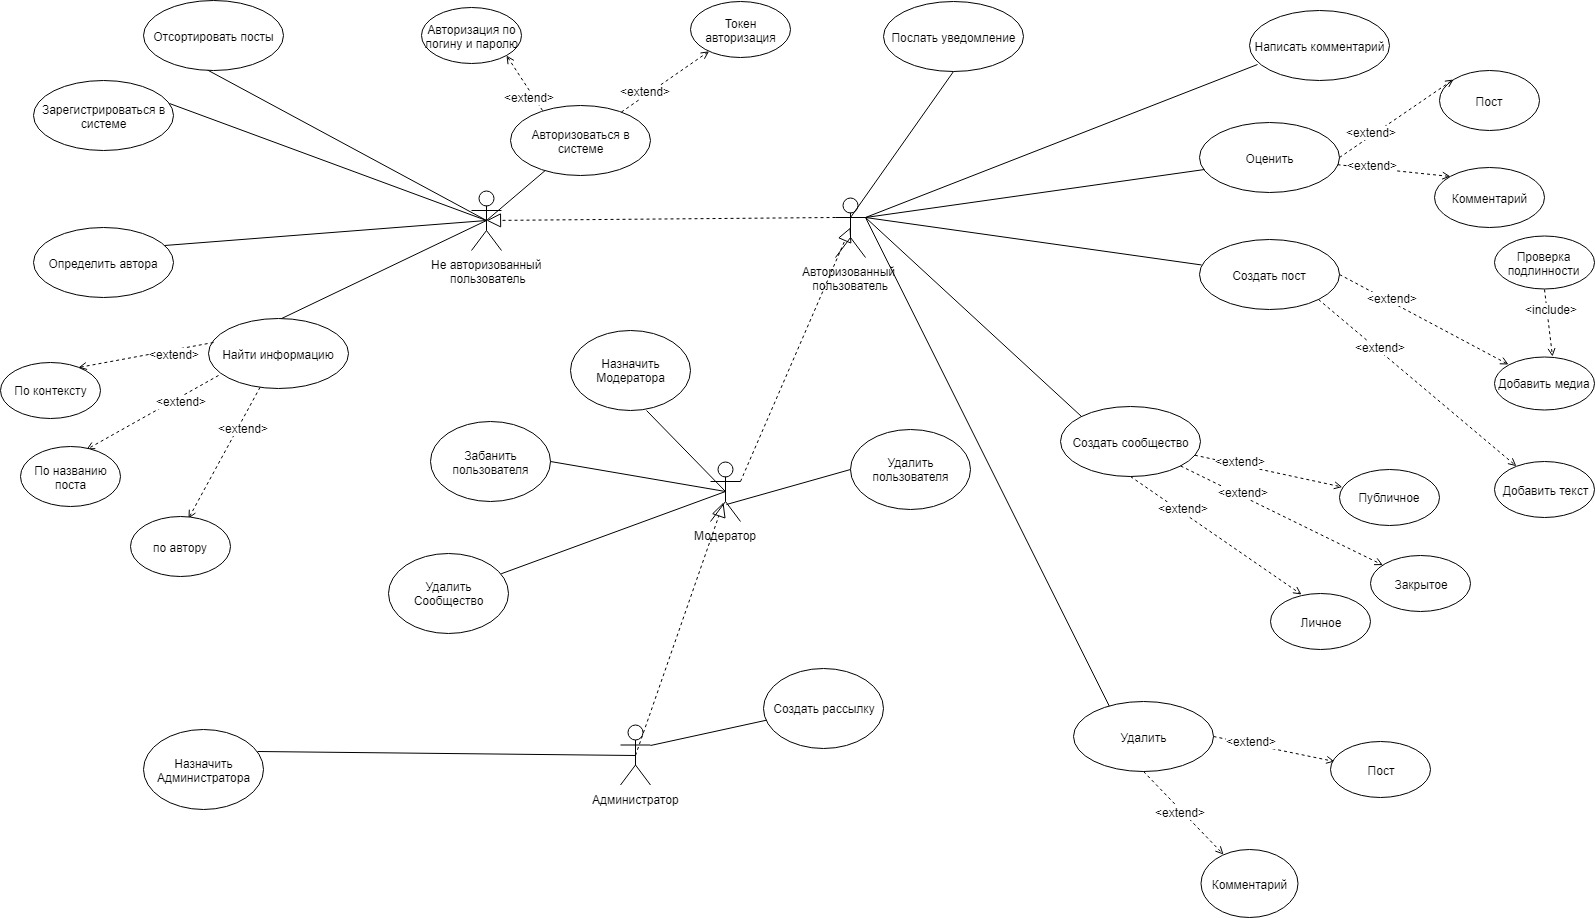 Отсортировать посты
Авторизация по
логину и паролю
Токен
авторизация
Послать уведомление
Написать комментарий
Зарегистрироваться в
системе
<extend>
<extend>
Авторизоваться в
системе
Пост
<extend>
Оценить
<extend>
Комментарий
Определить автора
Не авторизованный
пользователь
Авторизованный
пользователь
Создать пост
Проверка
подлинности
<extend>
<include>
<extend>
Добавить медиа
Найти информацию
<extend>
По контексту
<extend>
<extend>
По названию
поста
по автору
Назначить
Модератора
Забанить
пользователя
Удалить
пользователя
Модератор
Удалить
Сообщество
Создать сообщество
<extend>
<extend>
<extend>
Публичное
Добавить текст
Закрытое
Личное
Создать рассылку
Назначить
Администратора
Администратор
Удалить
<extend>
Пост
<extend>
Комментарий